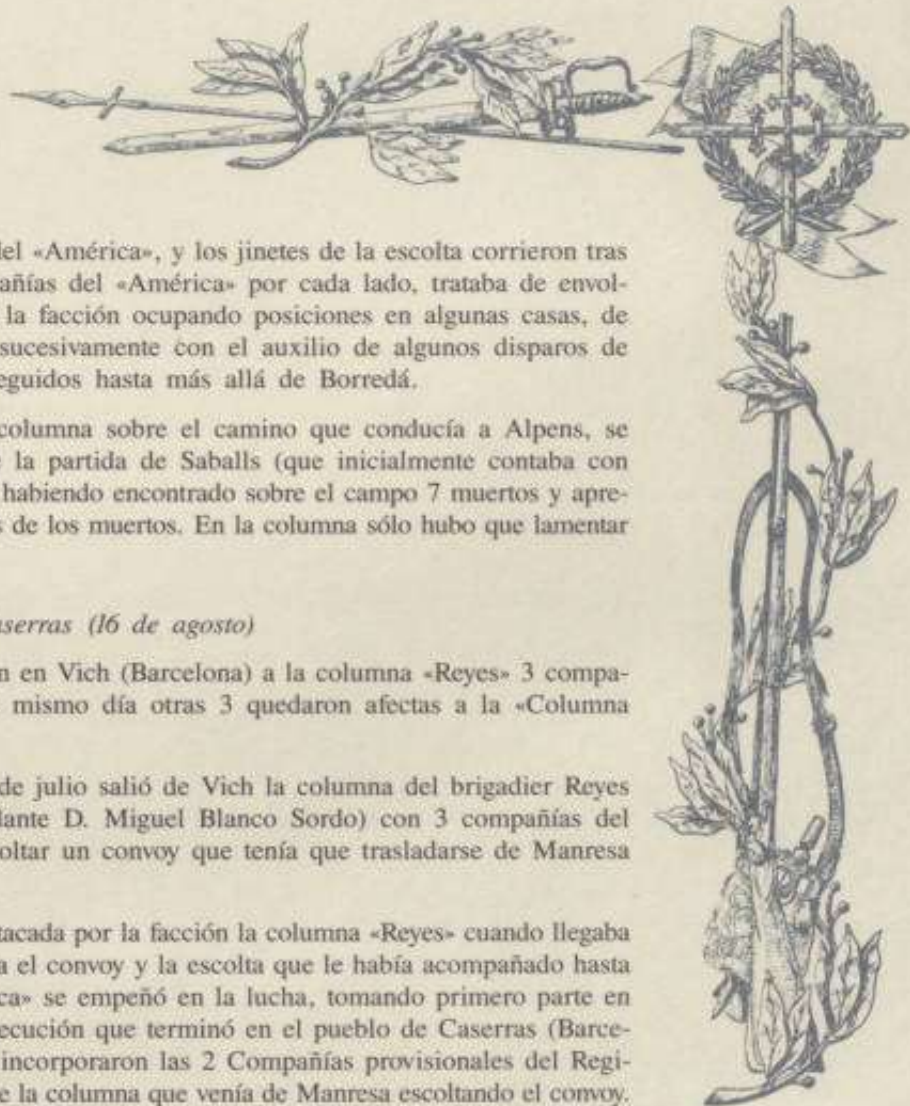 del «América», y los jinetes de la escolta corrieron tras
añías del «América» por cada lado, trataba de envol-
la facción ocupando posiciones en algunas casas, de
sucesivamente con el auxilio de algunos disparos de
eguidos hasta más allá de Borredá.
columna sobre el camino que conducía a Alpens, se
la partida de Saballs (que inicialmente contaba con
habiendo encontrado sobre el campo 7 muertos y apre-
s de los muertos. En la columna sólo hubo que lamentar
aserras (16 de agosto)
n en Vich (Barcelona) a la columna «Reyes» 3 compa-
mismo día otras 3 quedaron afectas a la «Columna
de julio salió de Vich la columna del brigadier Reyes
dante D. Miguel Blanco Sordo) con 3 compañías del
oltar un convoy que tenía que trasladarse de Manresa
tacada por la facción la columna «Reyes» cuando llegaba
a el convoy y la escolta que le había acompañado hasta
ica» se empeñó en la lucha, tomando primero parte en
ecución que terminó en el pueblo de Caserras (Barce-
incorporaron las 2 Compañías provisionales del Regi-
e la columna que venía de Manresa escoltando el convoy.